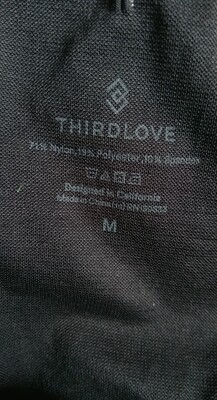 THIRDLOVE
71% Nylon, 19% Polyester, 10% Spandex
Designed in California
Made in China
M